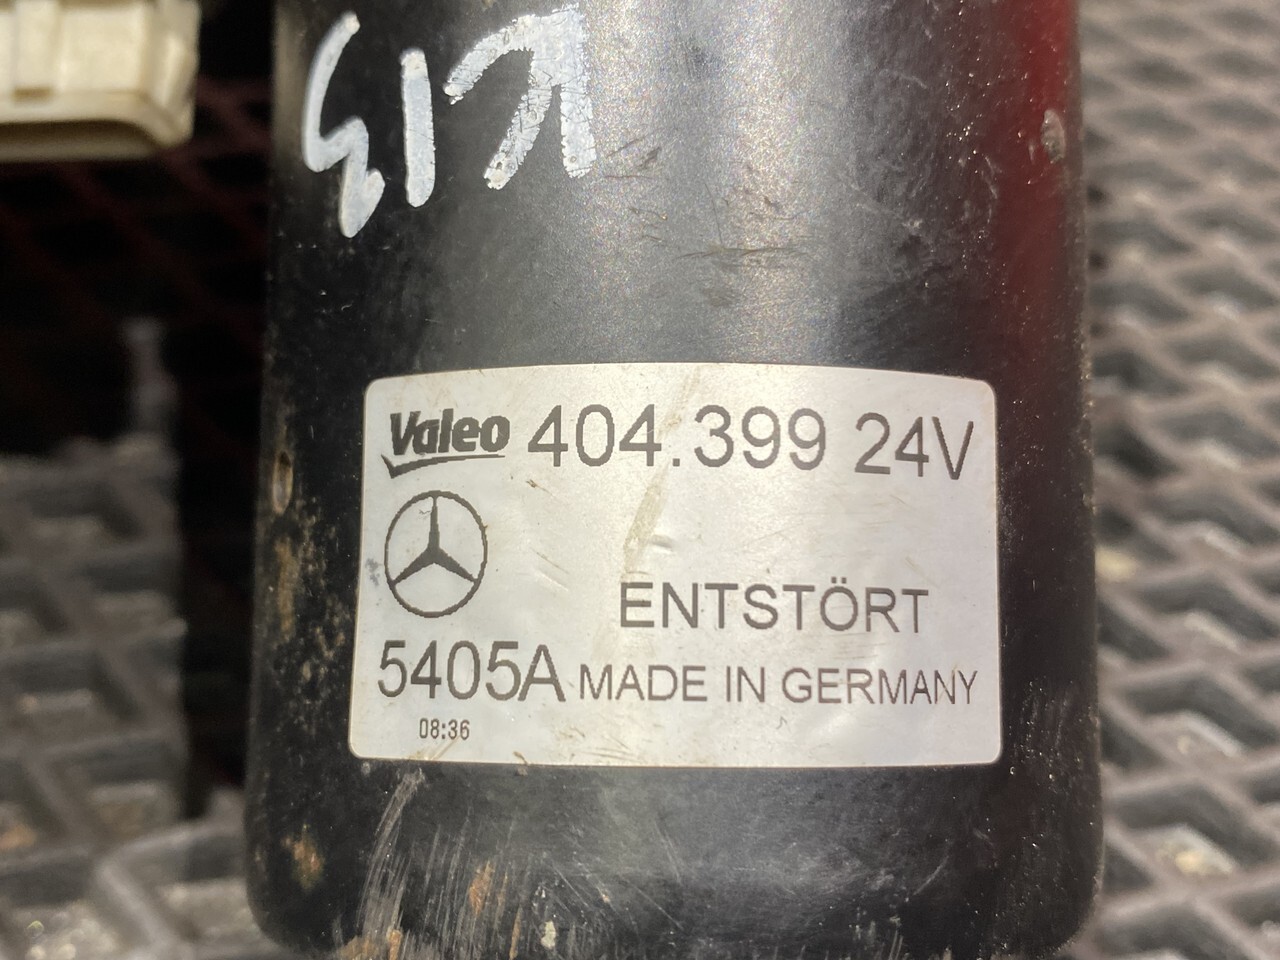 Valeo 404.399 24V
ENTSTÖRT
5405A MADE IN GERMANY
08:36